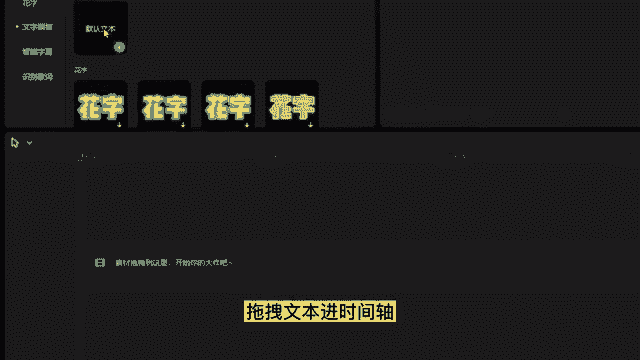 花字
文字模板
智能字幕
识别歌词
默认文本
花字
花字 花字 花字 花字
素材拖拽到这里，开始你的大作吧~
拖拽文本进时间轴